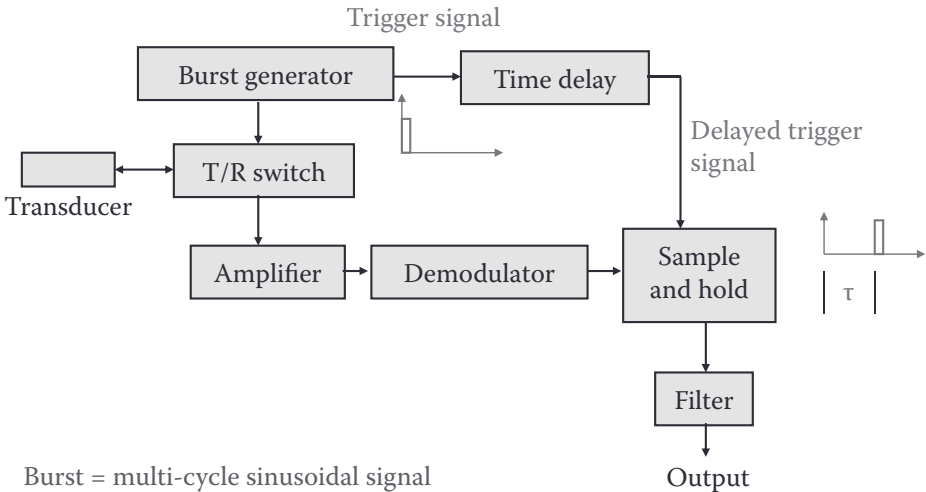 Trigger signal
Burst generator
Time delay
Delayed trigger
signal
T/R switch
Transducer
Amplifier
Demodulator
Sample
and hold
τ
Filter
Burst = multi-cycle sinusoidal signal
Output